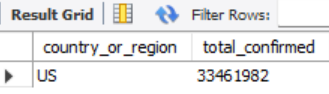 Result Grid Filter Rows:
country_or_region total_confirmed
US 33461982